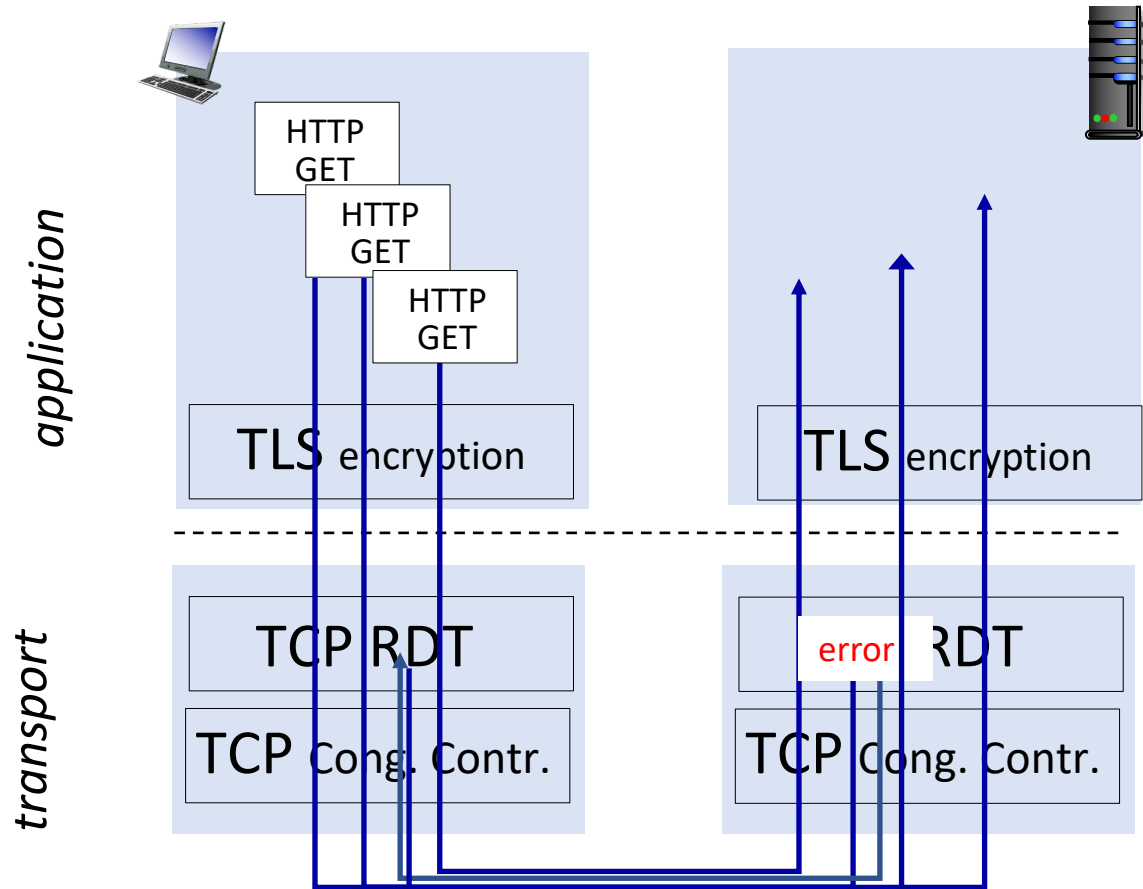 application
HTTP
GET
HTTP
GET
HTTP
GET
TLS encryption
TLS encryption
transport
TCP RDT
error RDT
TCP Cong. Contr.
TCP Cong. Contr.